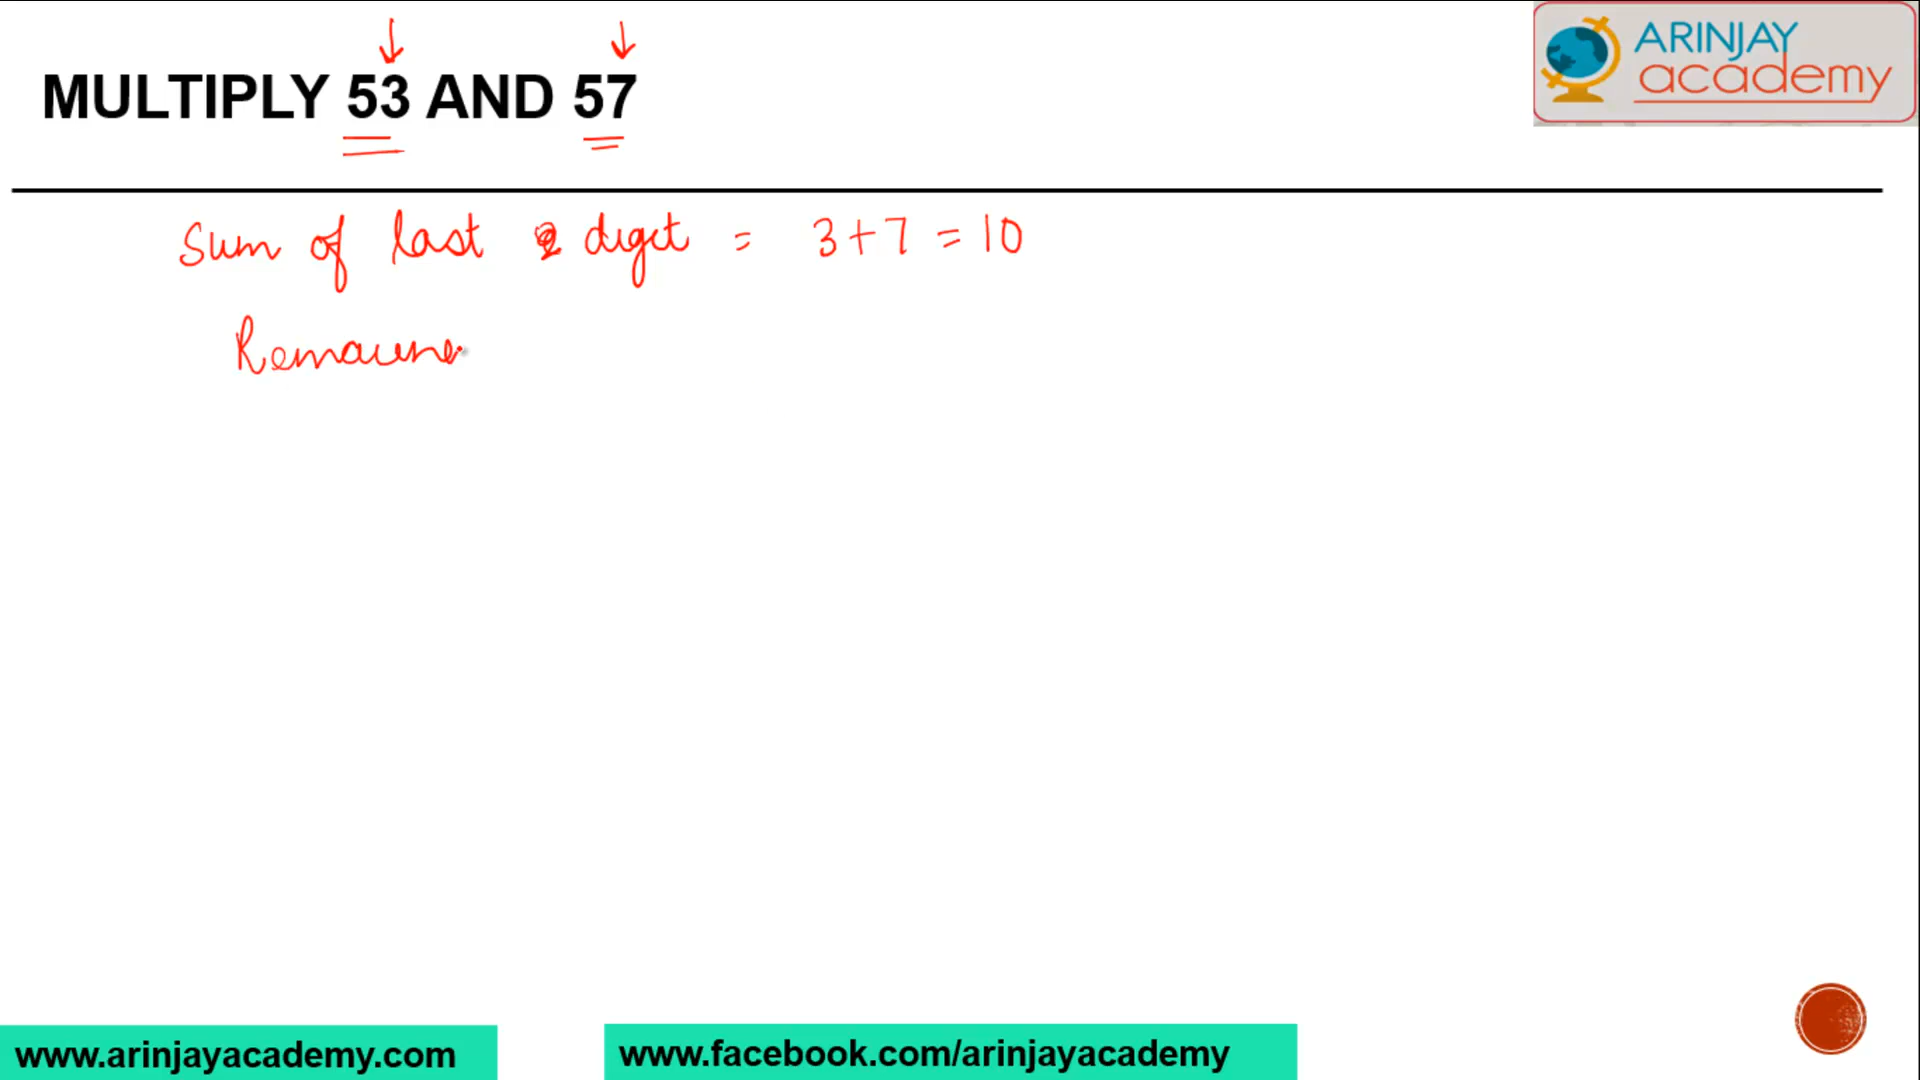 MULTIPLY 53 AND 57
ARINJAY
academy
Sum of last 2 digit = 3+7 = 10
www.arinjayacademy.com
www.facebook.com/arinjayacademy